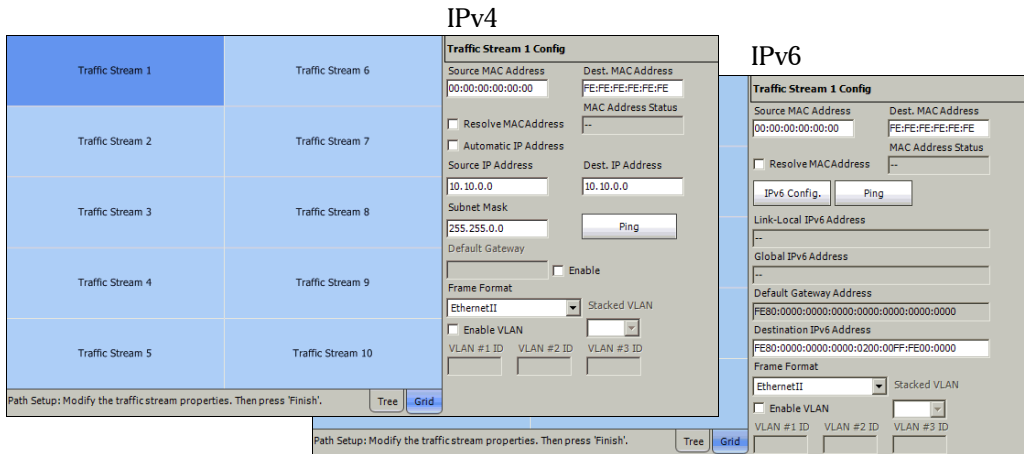 IPv4
Traffic Stream 1 Traffic Stream 6
Traffic Stream 2 Traffic Stream 7
Traffic Stream 3 Traffic Stream 8
Traffic Stream 4 Traffic Stream 9
Traffic Stream 5 Traffic Stream 10
Path Setup: Modify the traffic stream properties. Then press 'Finish'. Tree Grid
Traffic Stream 1 Config
Source MAC Address Dest. MAC Address
00:00:00:00:00:00 FE:FE:FE:FE:FE:FE
MAC Address Status
Resolve MACAddress --
Automatic IP Address
Source IP Address Dest. IP Address
10.10.0.0 10.10.0.0
Subnet Mask
255.255.0.0 Ping
Default Gateway
Enable
Frame Format
EthernetII Stacked VLAN
Enable VLAN
VLAN #1 ID VLAN #2 ID VLAN #3 ID
IPv6
Traffic Stream 1 Config
Source MAC Address Dest. MAC Address
00:00:00:00:00:00 FE:FE:FE:FE:FE:FE
MAC Address Status
Resolve MACAddress --
IPv6 Config. Ping
Link-Local IPv6 Address
--
Global IPv6 Address
--
Default Gateway Address
FE80:0000:0000:0000:0000:0000:0000:0000
Destination IPv6 Address
FE80:0000:0000:0000:0200:00FF:FE00:0000
Frame Format
EthernetII Stacked VLAN
Enable VLAN
VLAN #1 ID VLAN #2 ID VLAN #3 ID
Path Setup: Modify the traffic stream properties. Then press 'Finish'. Tree Grid